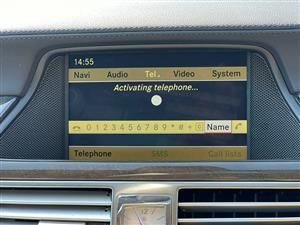 14:55
Navi Audio Tel. Video System
Activating telephone...
0 1 2 3 4 5 6 7 8 9 * # + Name
Telephone SMS Call lists